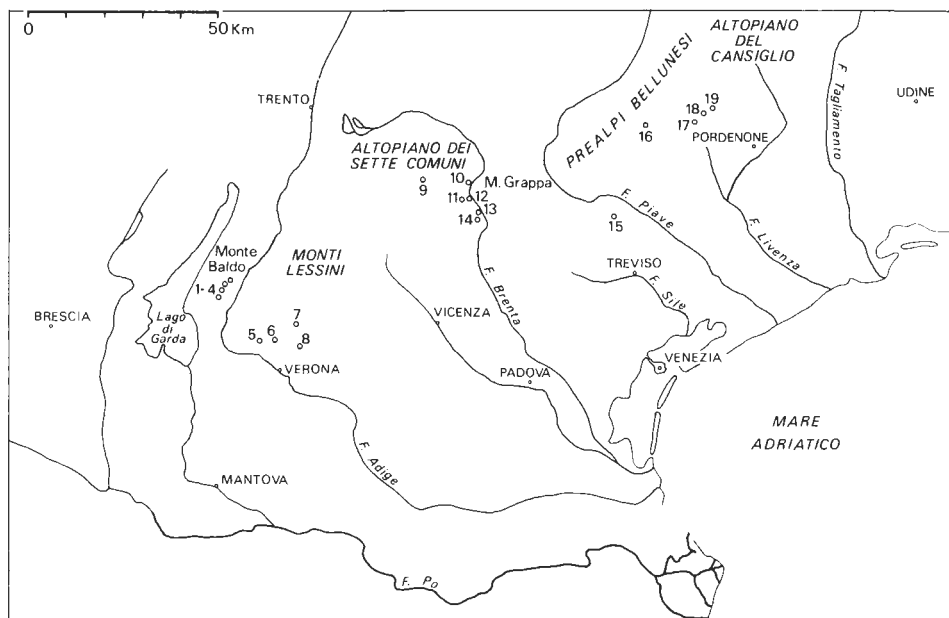 0 50 Km
ALTOPIANO
DEL
CANSIGLIO
F. Tagliamento
UDINE
TRENTO
PREALPI BELLUNESI
19
18
17
16
PORDENONE
ALTOPIANO DEI
SETTE COMUNI
9
10
M. Grappa
11
12
13
14
F. Piave
15
F. Livenza
Monte
Baldo
1-4
MONTI
LESSINI
TREVISO
F. Sile
BRESCIA
Lago
di
Garda
7
5
6
8
VERONA
VICENZA
F. Brenta
PADOVA
VENEZIA
MARE
ADRIATICO
F. Adige
MANTOVA
F. Po